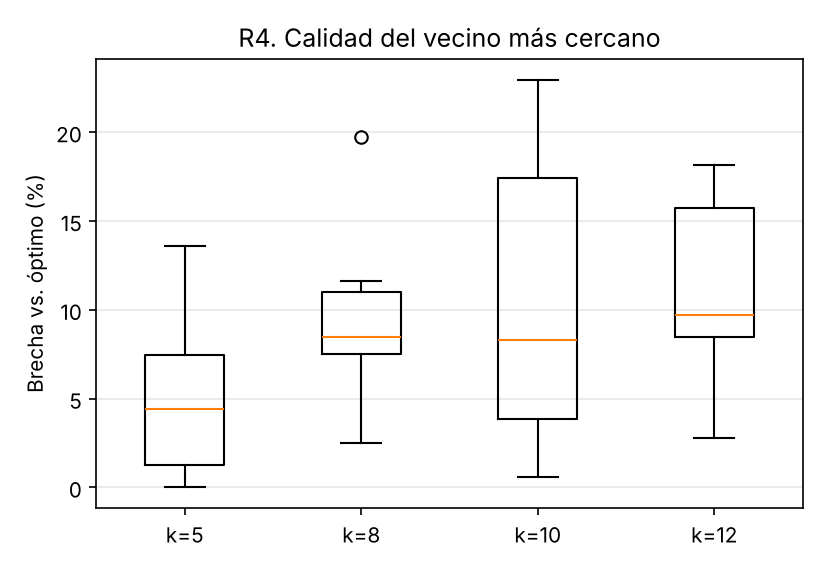 R4. Calidad del vecino más cercano
Brecha vs. óptimo (%)
20
15
10
5
0
k=5
k=8
k=10
k=12